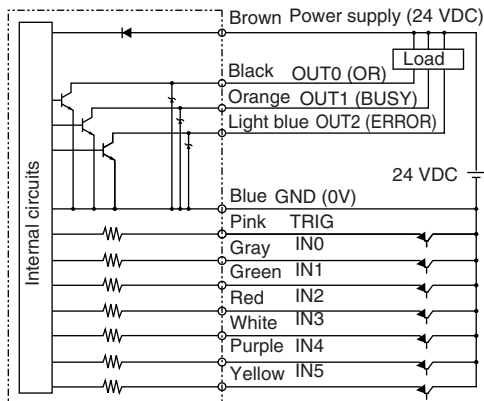 Brown Power supply (24 VDC)
Load
Black OUT0 (OR)
Orange OUT1 (BUSY)
Light blue OUT2 (ERROR)
24 VDC
Blue GND (0V)
Pink TRIG
Gray IN0
Green IN1
Red IN2
White IN3
Purple IN4
Yellow IN5
Internal circuits